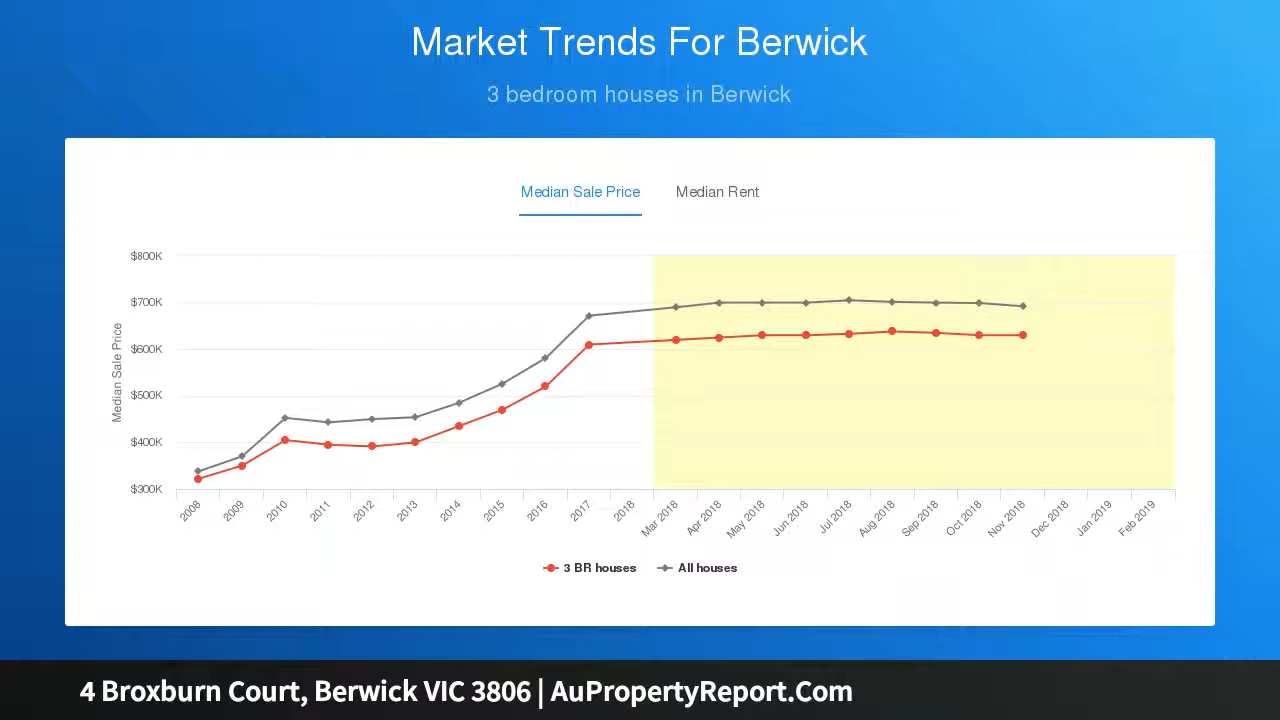 Market Trends For Berwick
3 bedroom houses in Berwick
Median Sale Price Median Rent
$800K
$700K
$600K
$500K
$400K
$300K
Median Sale Price
2008 2009 2010 2011 2012 2013 2014 2015 2016 2017 2018 Mar 2018 Apr 2018 May 2018 Jun 2018 Jul 2018 Aug 2018 Sep 2018 Oct 2018 Nov 2018 Dec 2018 Jan 2019 Feb 2019
3 BR houses All houses
4 Broxburn Court, Berwick VIC 3806 | AuPropertyReport.Com